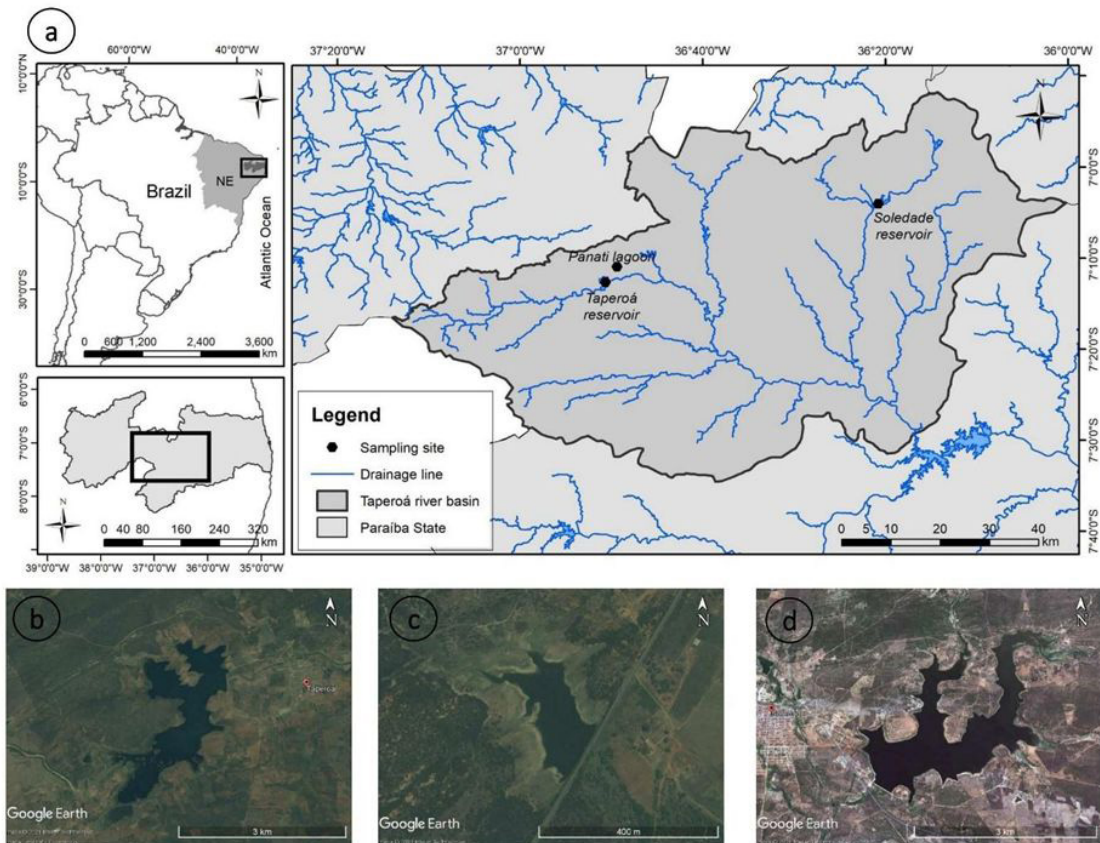 a
60°0'0"W
40°0'0"W
10°0'0"N
10°0'0"S
30°0'0"S
N
Brazil
NE
Atlantic Ocean
0 600 1,200 2,400 3,600
km
6°0'0"S
7°0'0"S
8°0'0"S
N
0 40 80 160 240 320
km
39°0'0"W 38°0'0"W 37°0'0"W 36°0'0"W 35°0'0"W
37°20'0"W
37°0'0"W
36°40'0"W
36°20'0"W
36°0'0"W
N
7°0'0"S
7°10'0"S
7°20'0"S
7°30'0"S
7°40'0"S
Soledade
reservoir
Panati lagoon
Taperoá
reservoir
Legend
Sampling site
Drainage line
Taperoá river basin
Paraíba State
0 5 10 20 30 40
km
b
N
Taperoá
Google Earth
3 km
c
N
Google Earth
400 m
d
N
Google Earth
3 km